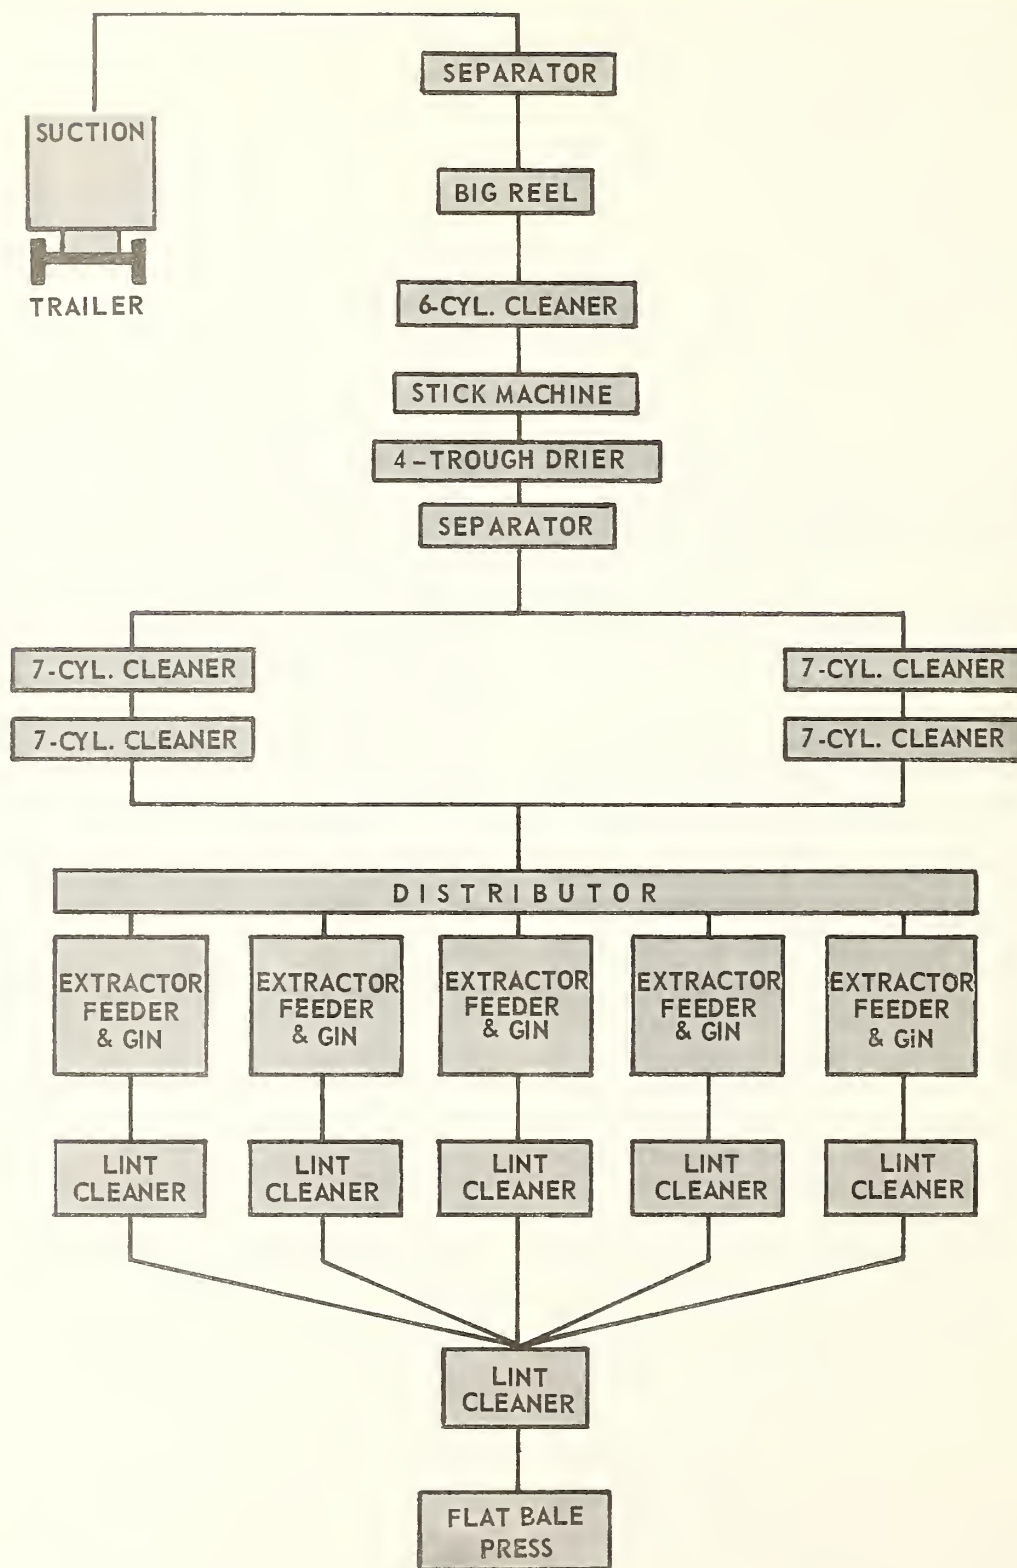 SEPARATOR
SUCTION
TRAILER
BIG REEL
6-CYL. CLEANER
STICK MACHINE
4-TROUGH DRIER
SEPARATOR
7-CYL. CLEANER
7-CYL. CLEANER
7-CYL. CLEANER
7-CYL. CLEANER
DISTRIBUTOR
EXTRACTOR
FEEDER
& GIN
EXTRACTOR
FEEDER
& GIN
EXTRACTOR
FEEDER
& GIN
EXTRACTOR
FEEDER
& GIN
EXTRACTOR
FEEDER
& GIN
LINT
CLEANER
LINT
CLEANER
LINT
CLEANER
LINT
CLEANER
LINT
CLEANER
LINT
CLEANER
FLAT BALE
PRESS